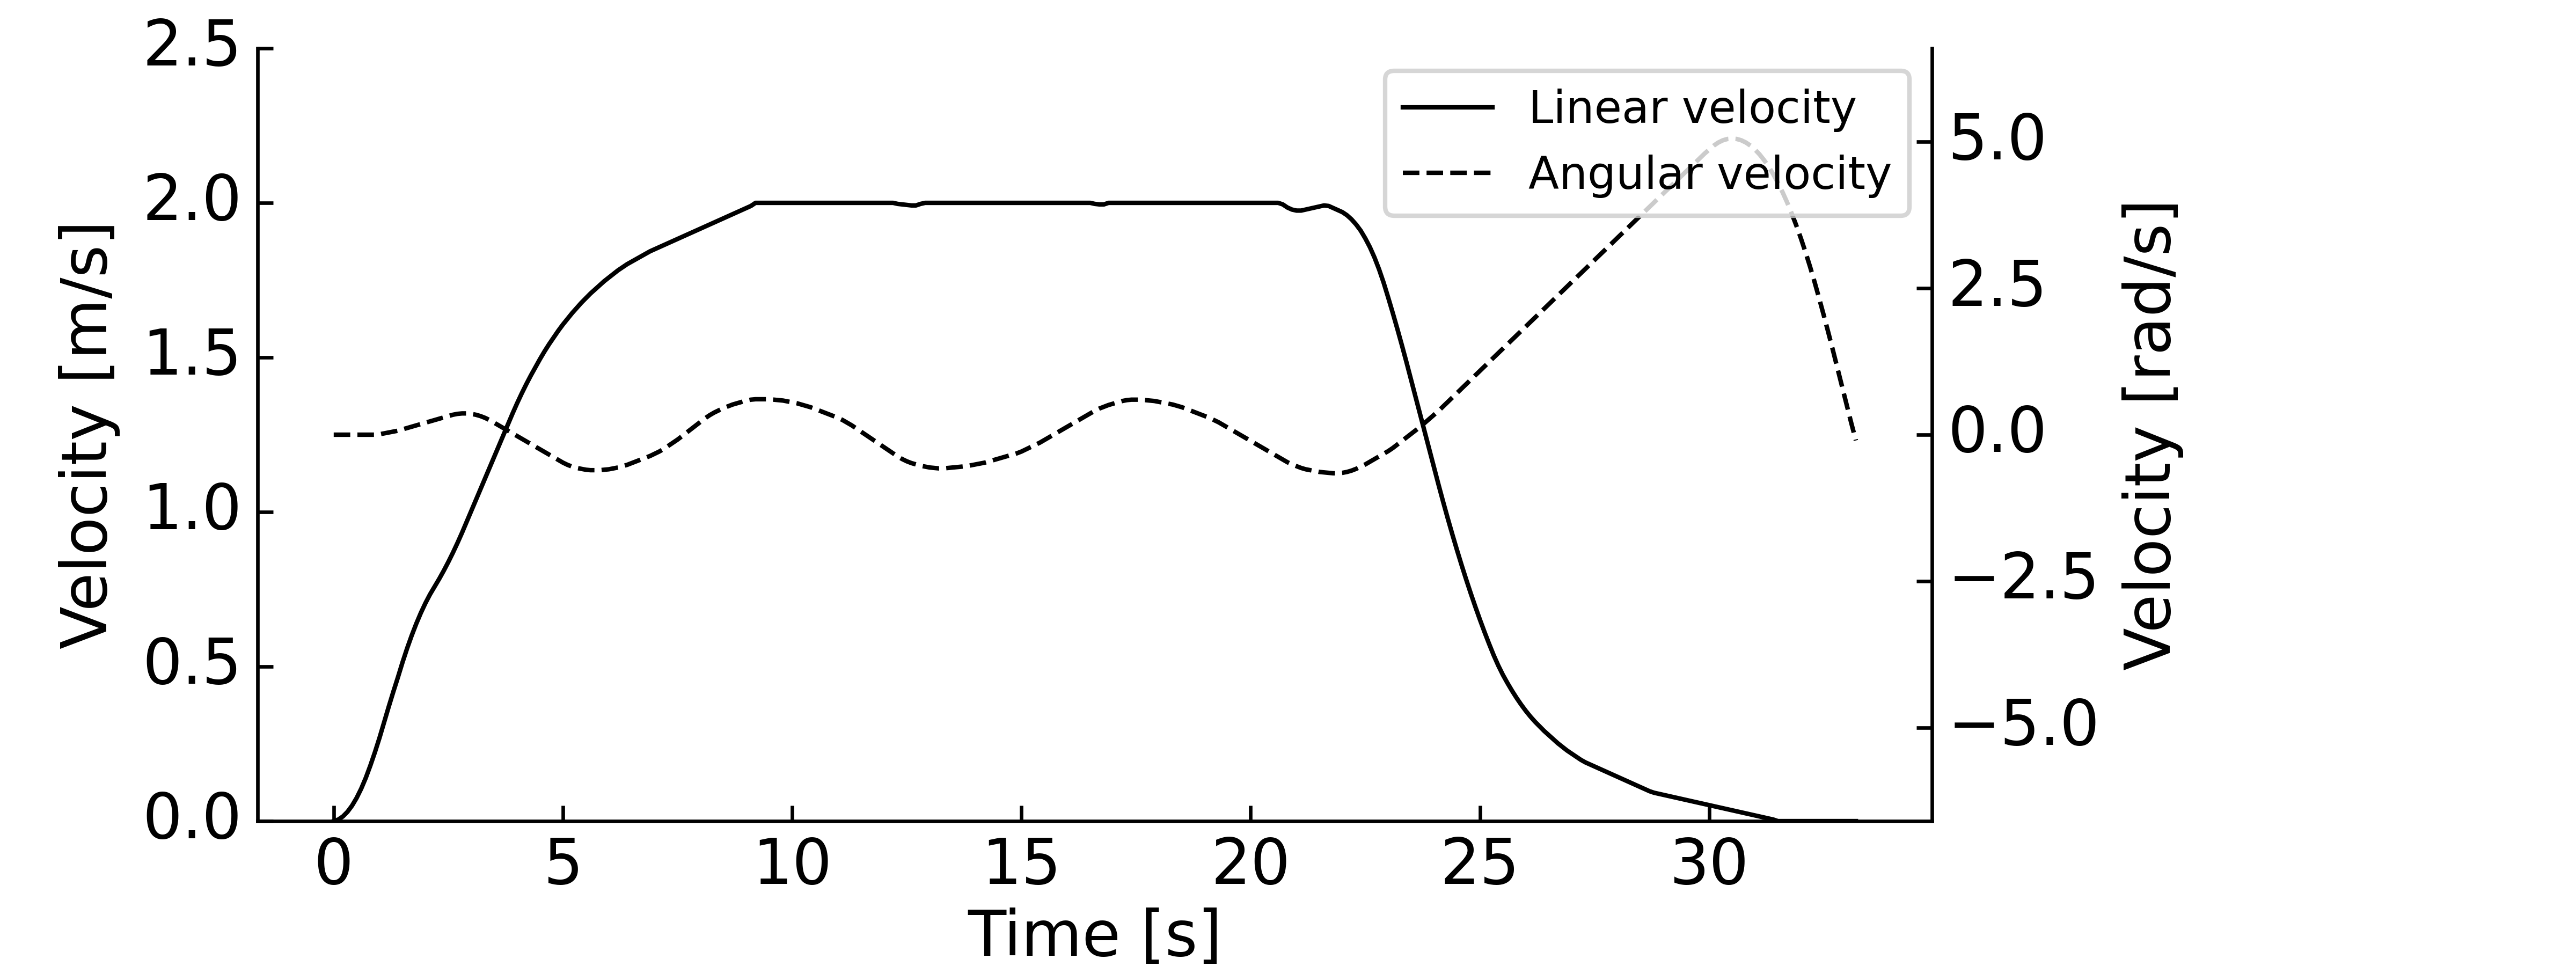 2.5
2.0
1.5
1.0
0.5
0.0
Velocity [m/s]
Linear velocity
Angular velocity
5.0
2.5
0.0
−2.5
−5.0
Velocity [rad/s]
0 5 10 15 20 25 30
Time [s]